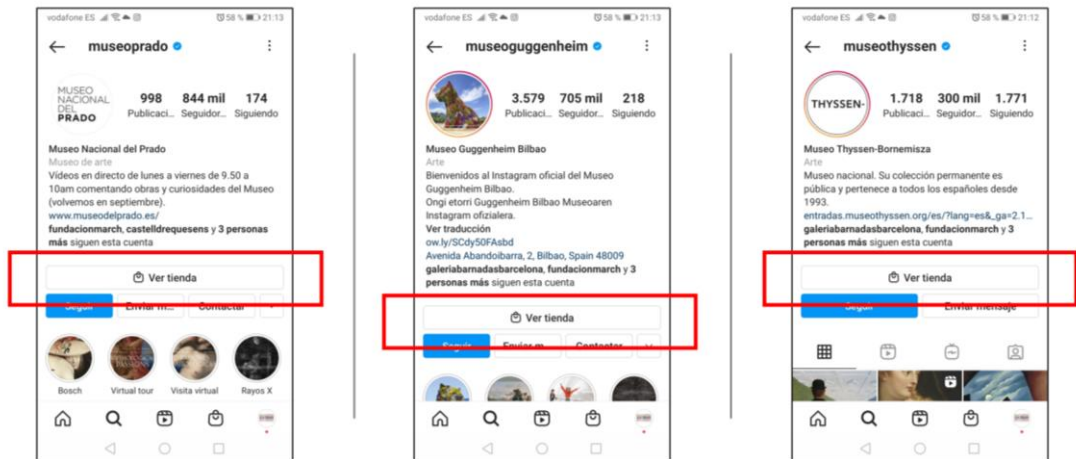 vodafone ES
58 % 21:13
museoprado
MUSEO
NACIONAL
DEL
PRADO
998 844 mil 174
Publicaci... Seguidor... Siguiendo
Museo Nacional del Prado
Museo de arte
Vídeos en directo de lunes a viernes de 9.50 a
10am comentando obras y curiosidades del Museo
(volvemos en septiembre).
www.museodelprado.es/
fundacionmarch, castelldrequesens y 3 personas
más siguen esta cuenta
Ver tienda
Seguir Enviar m... Contactar
Bosch Virtual tour Visita virtual Rayos X
vodafone ES
58 % 21:13
museoguggenheim
3.579 705 mil 218
Publicaci... Seguidor... Siguiendo
Museo Guggenheim Bilbao
Arte
Bienvenidos al Instagram oficial del Museo
Guggenheim Bilbao.
Ongi etorri Guggenheim Bilbao Museoaren
Instagram ofizialera.
Ver traducción
ow.ly/SCdy50FAsbd
Avenida Abandoibarra, 2, Bilbao, Spain 48009
galeriabarnadasbarcelona, fundacionmarch y 3
personas más siguen esta cuenta
Ver tienda
Seguir Enviar m... Contactar
vodafone ES
58 % 21:12
museothyssen
THYSSEN-
1.718 300 mil 1.771
Publicaci... Seguidor... Siguiendo
Museo Thyssen-Bornemisza
Arte
Museo nacional. Su colección permanente es
pública y pertenece a todos los españoles desde
1993.
entradas.museothyssen.org/es/?lang=es&_ga=2.1...
galeriabarnadasbarcelona, fundacionmarch y 3
personas más siguen esta cuenta
Ver tienda
Seguir Enviar mensaje